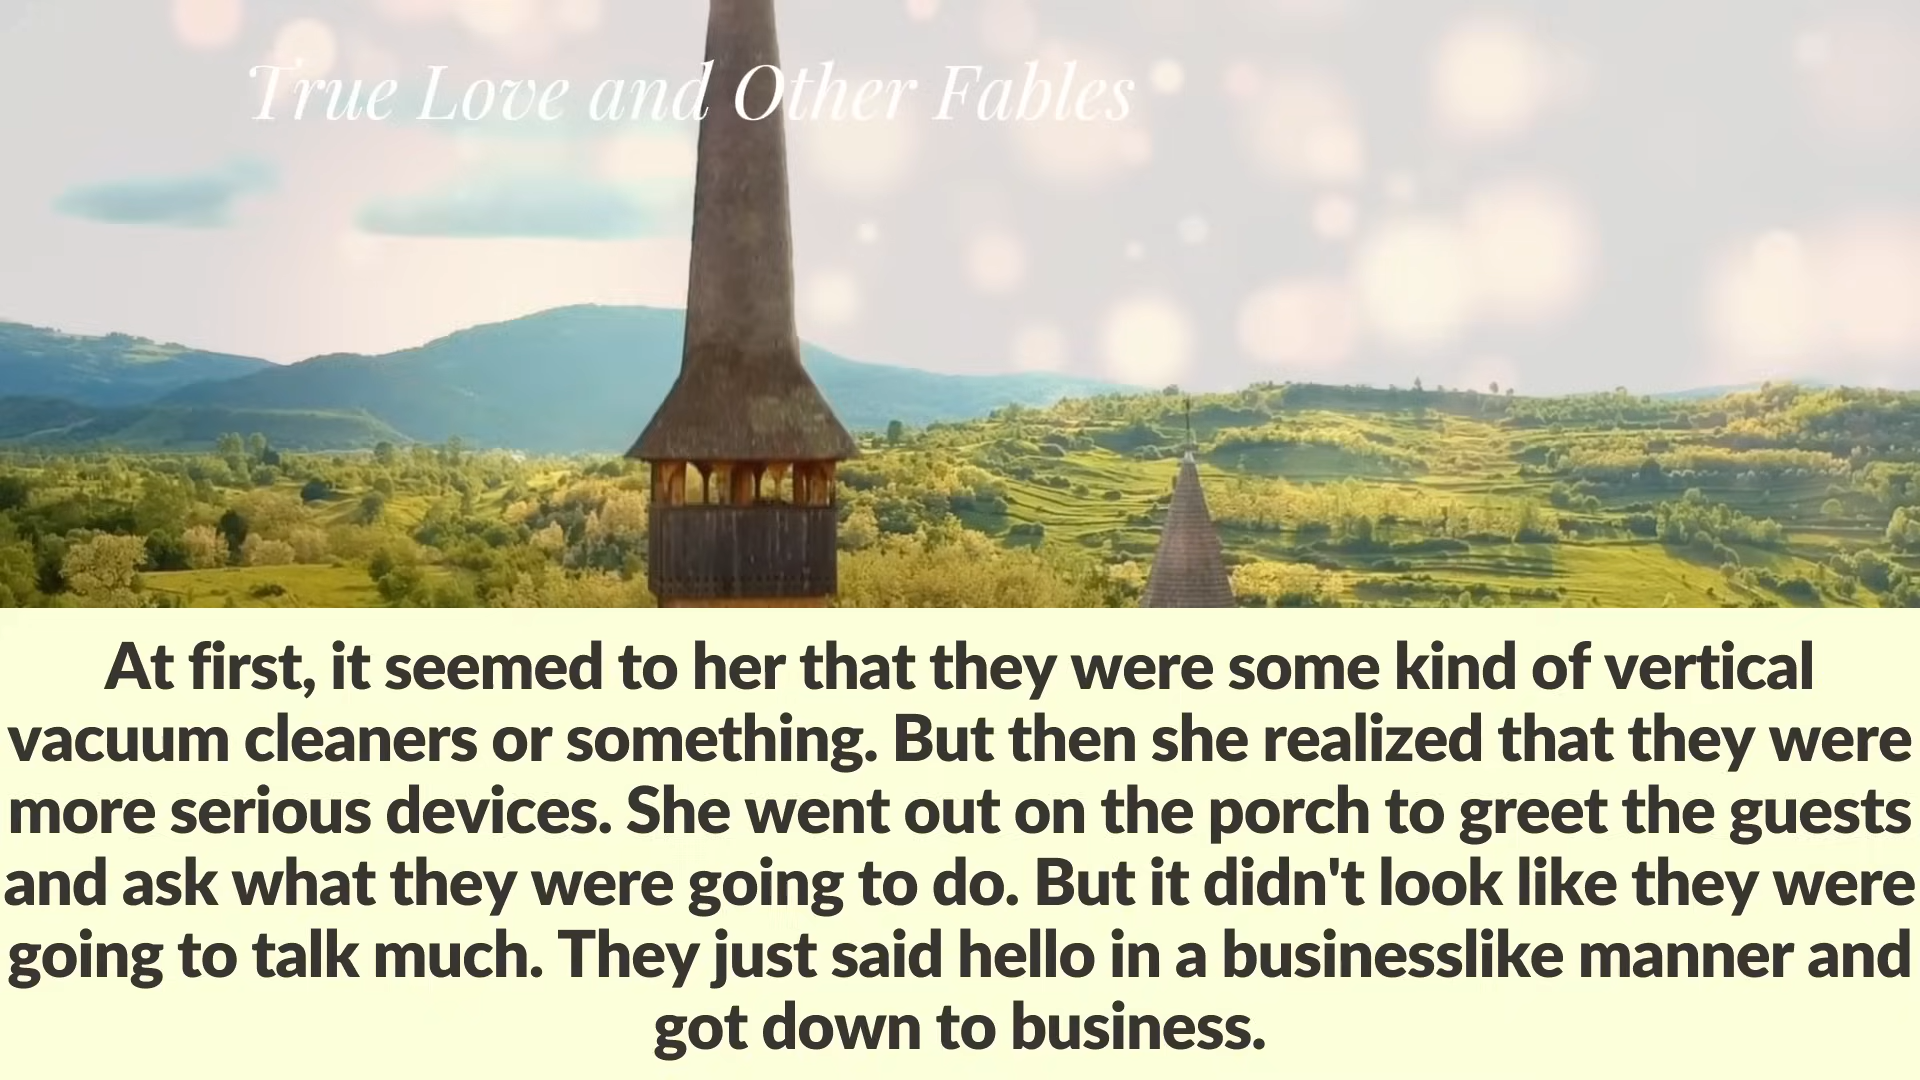 True Love and Other Fables
At first, it seemed to her that they were some kind of vertical
vacuum cleaners or something. But then she realized that they were
more serious devices. She went out on the porch to greet the guests
and ask what they were going to do. But it didn't look like they were
going to talk much. They just said hello in a businesslike manner and
got down to business.